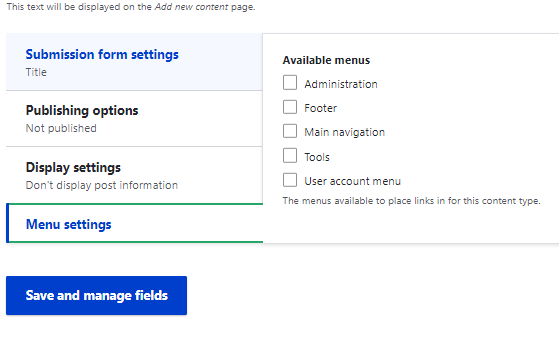 This text will be displayed on the Add new content page.
Submission form settings
Title
Publishing options
Not published
Display settings
Don't display post information
Menu settings
Available menus
Administration
Footer
Main navigation
Tools
User account menu
The menus available to place links in for this content type.
Save and manage fields